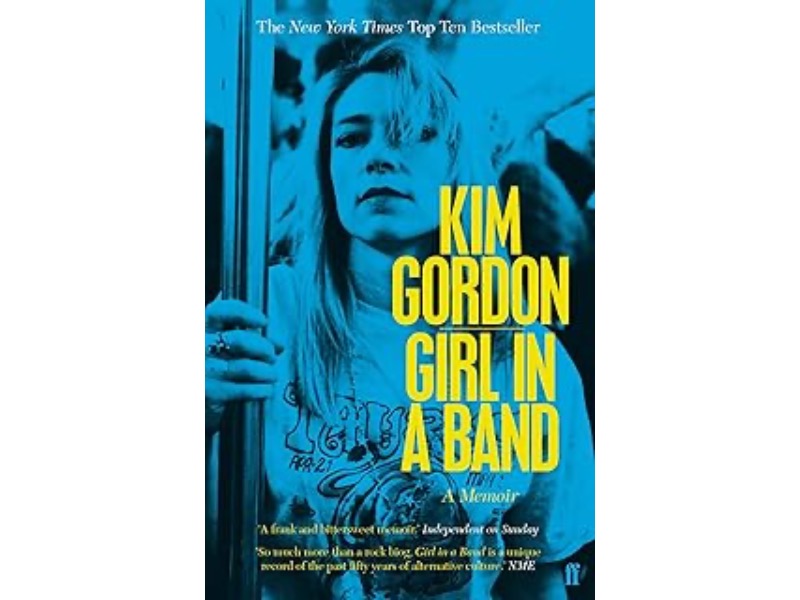 The New York Times Top Ten Bestseller
KIM
GORDON
GIRL IN
A BAND
A Memoir
APR·21
'A frank and bittersweet memoir.' Independent on Sunday
'So much more than a rock biog, Girl in a Band is a unique
record of the past fifty years of alternative culture.' NME
ff